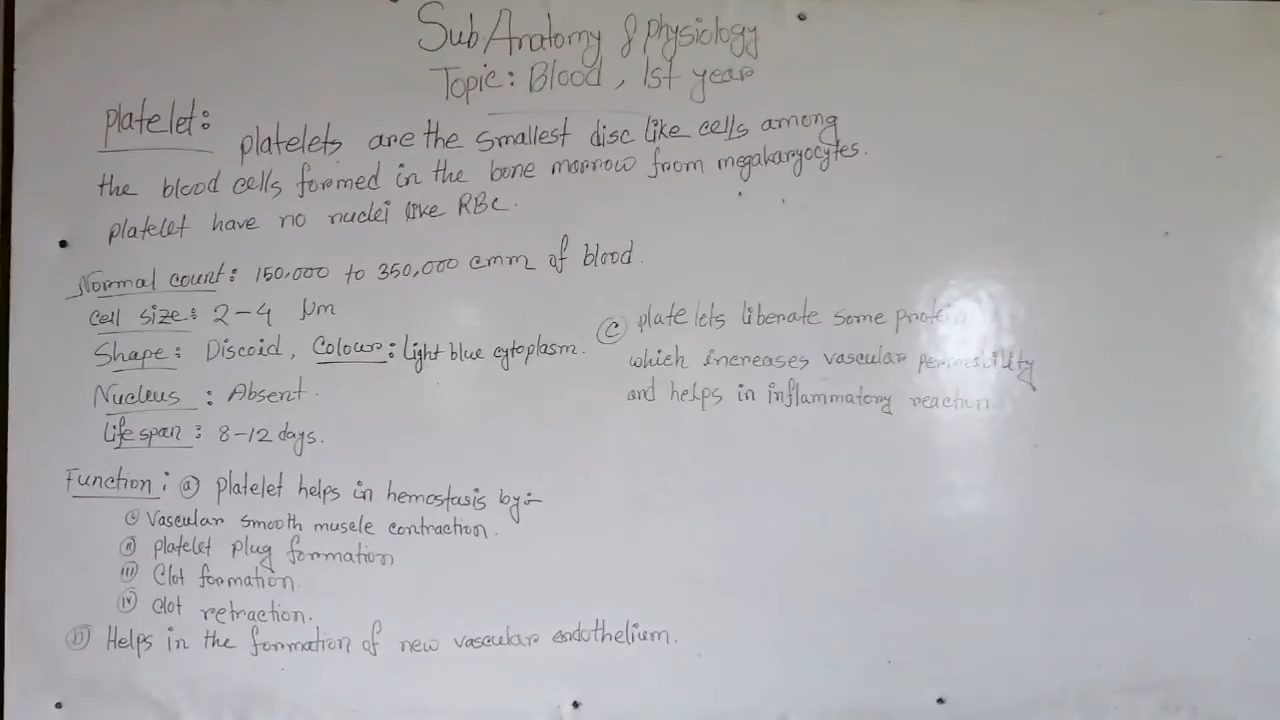 Sub: Anatomy & Physiology
Topic: Blood, 1st year
Platelet:
platelets are the smallest disc like cells among
the blood cells formed in the bone marrow from megakaryocytes.
platelet have no nuclei like RBC.
Normal count: 150,000 to 350,000 cmm of blood.
Cell size: 2-4 μm
Shape: Discoid, Colour: Light blue cytoplasm.
Nucleus : Absent.
Life span : 8-12 days.
Function: (a) platelet helps in hemostasis by:-
(i) Vascular smooth muscle contraction.
(ii) platelet plug formation
(iii) Clot formation.
(iv) clot retraction.
(b) Helps in the formation of new vascular endothelium.
(c) platelets liberate some protein
which increases vascular
and helps in inflammatory reaction